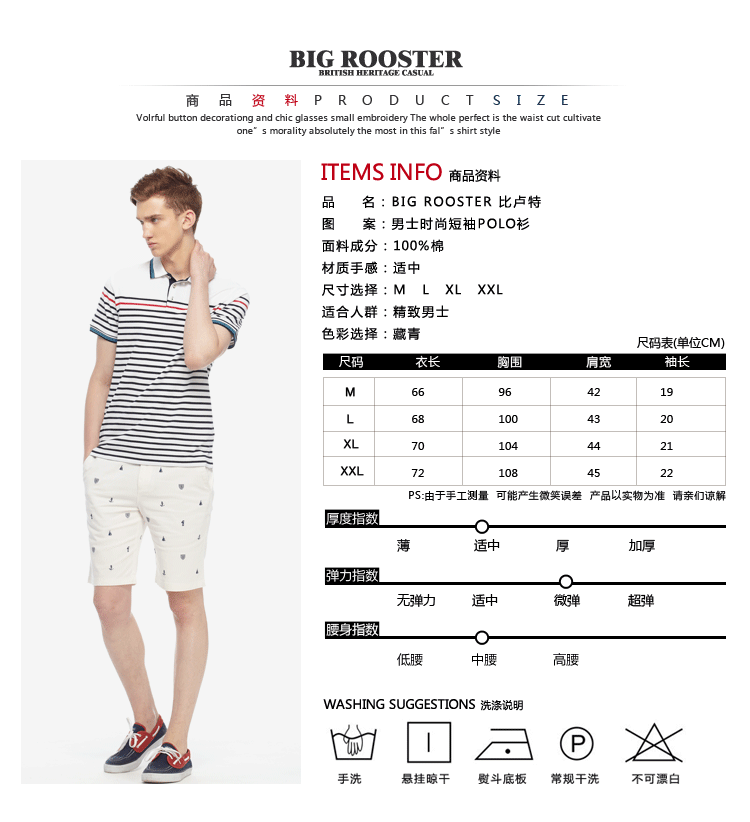 BIG ROOSTER
BRITISH HERITAGE CASUAL
商品资料PRODUCT SIZE
Volrful button decorationg and chic glasses small embroidery The whole perfect is the waist cut cultivate
one”s morality absolutely the most in this fal”s shirt style
ITEMS INFO 商品资料
品 名：BIG ROOSTER 比卢特
图 案：男士时尚短袖POLO衫
面料成分：100%棉
材质手感：适中
尺寸选择：M L XL XXL
适合人群：精致男士
色彩选择：藏青
尺码表(单位CM)
尺码 衣长 胸围 肩宽 袖长
M 66 96 42 19
L 68 100 43 20
XL 70 104 44 21
XXL 72 108 45 22
PS:由于手工测量 可能产生微笑误差 产品以实物为准 请亲们谅解
厚度指数
薄 适中 厚 加厚
弹力指数
无弹力 适中 微弹 超弹
腰身指数
低腰 中腰 高腰
WASHING SUGGESTIONS 洗涤说明
P
手洗 悬挂晾干 熨斗底板 常规干洗 不可漂白